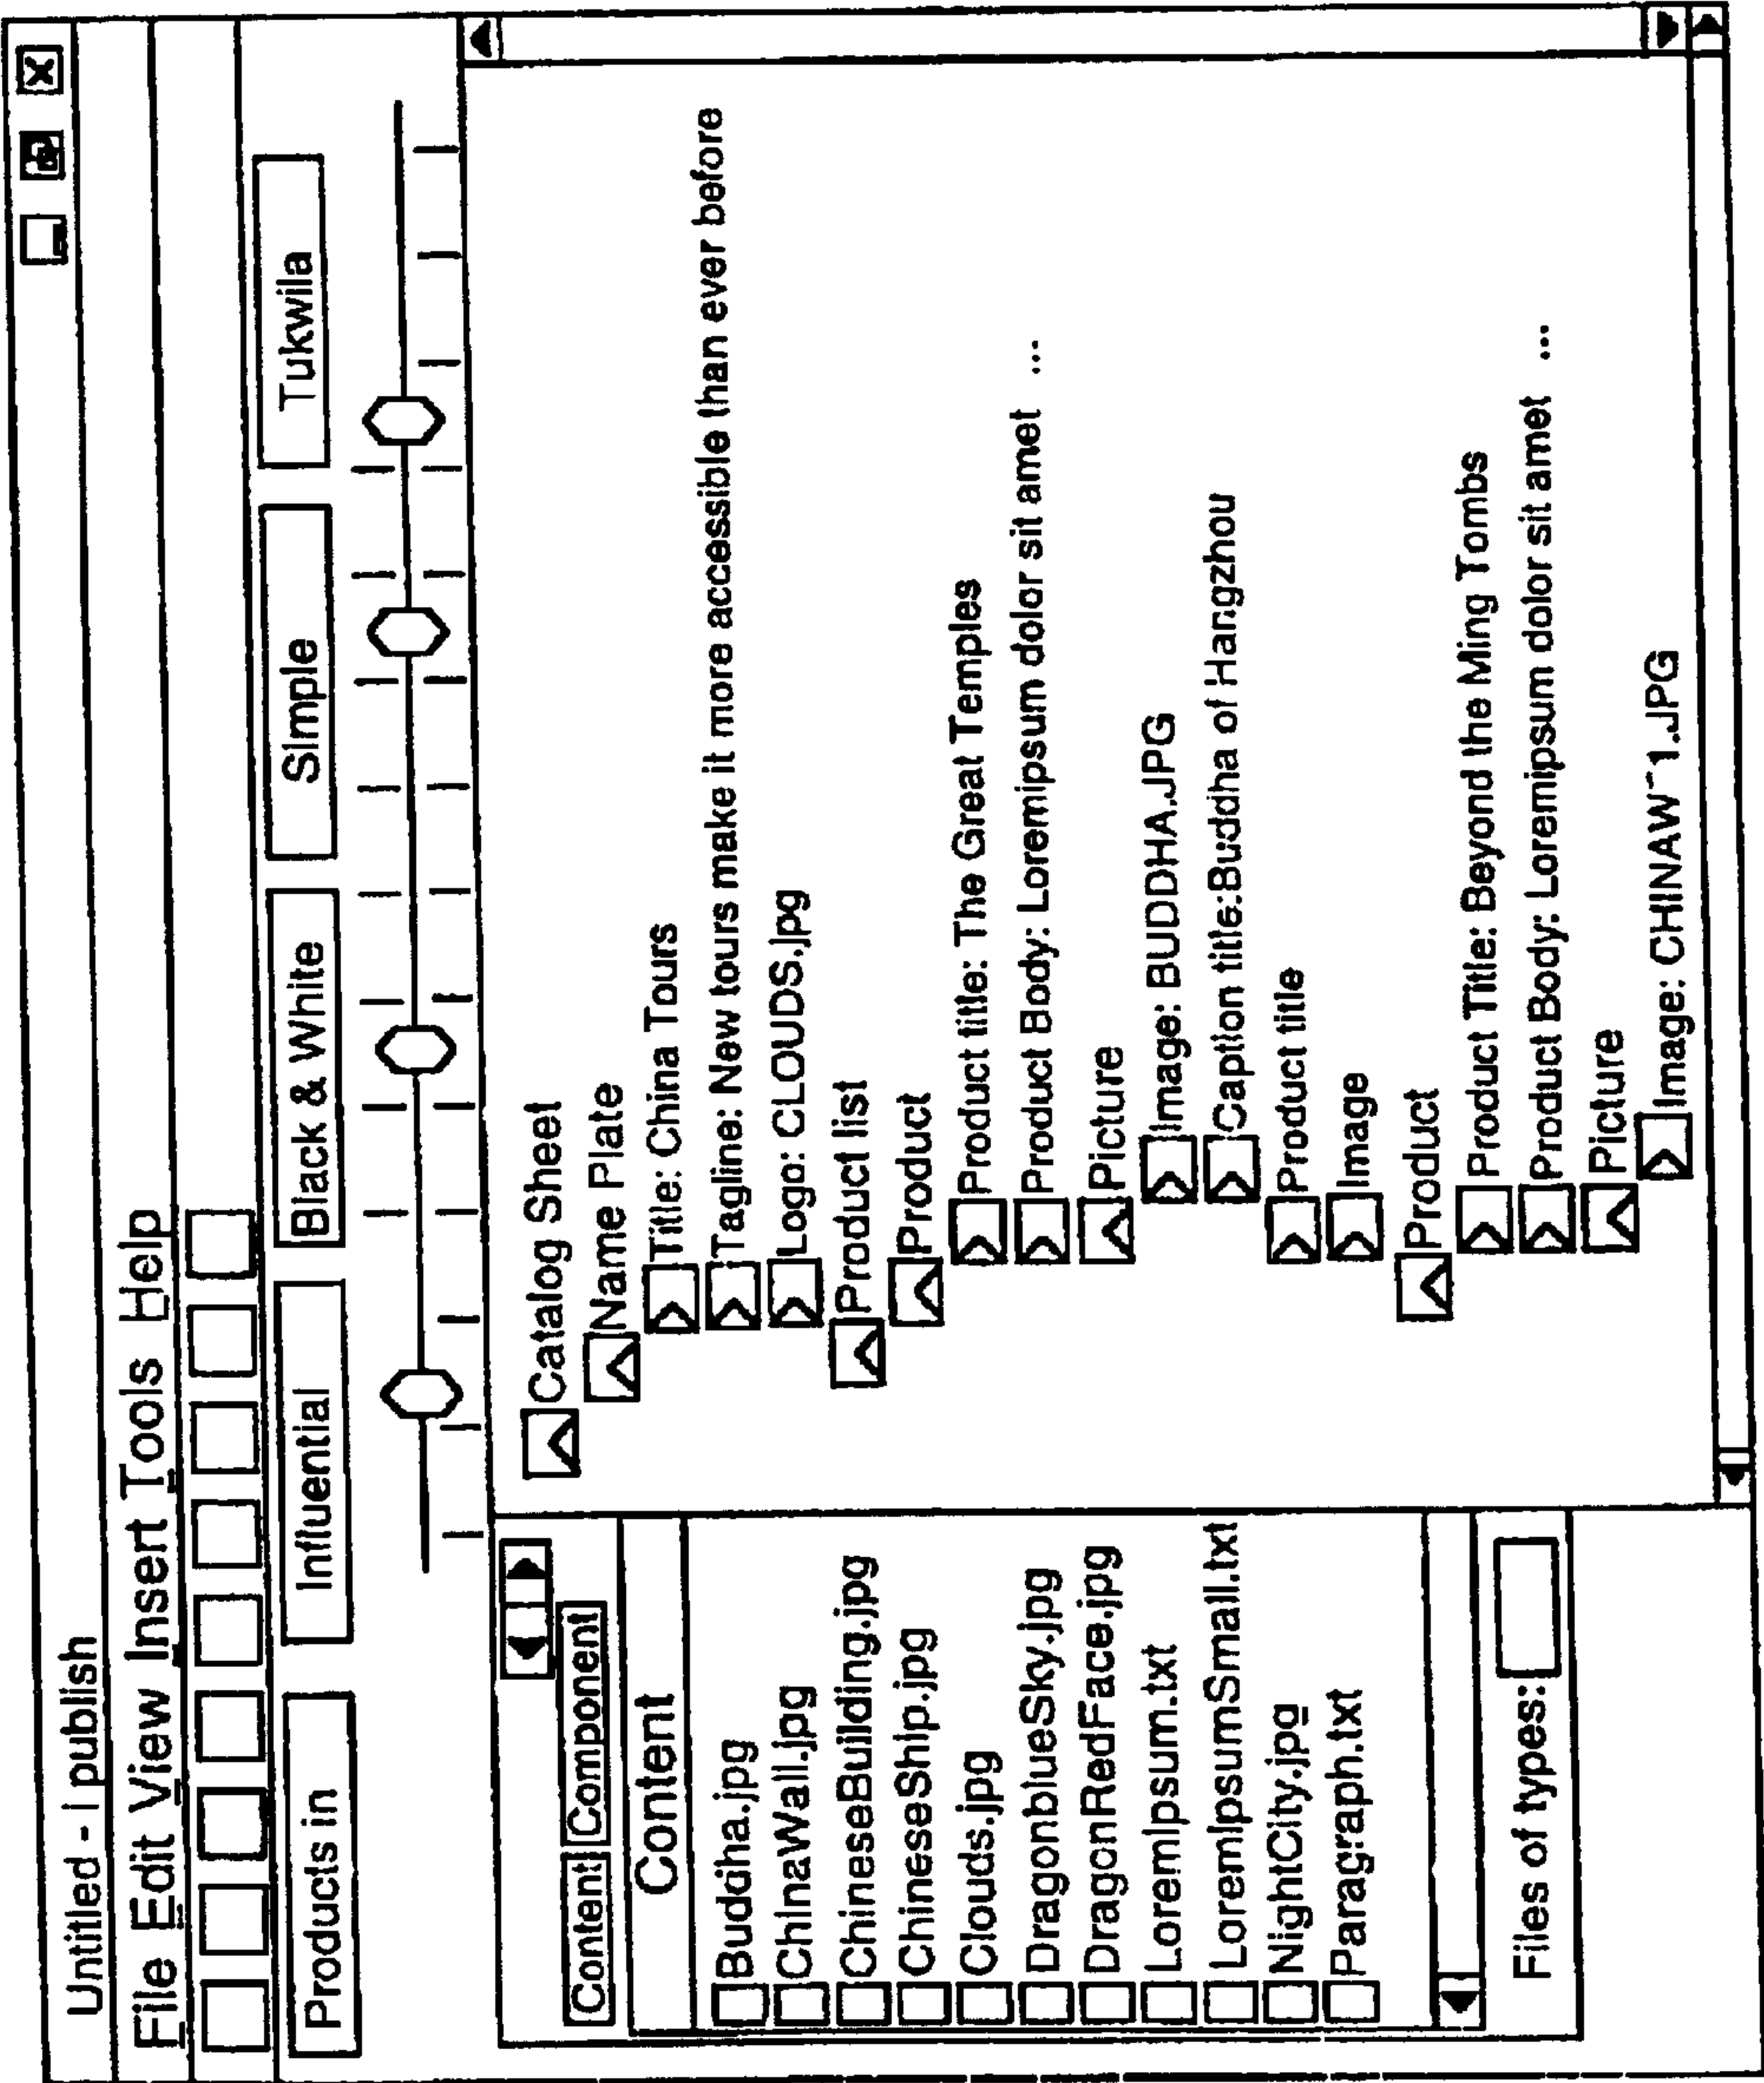 Untitled - I publish
File Edit View Insert Tools Help
Products in Influential Black & White Simple Tukwila
Content Component
Content
Buddha.jpg
ChinaWall.jpg
ChineseBuilding.jpg
ChineseShip.jpg
Clouds.jpg
DragonblueSky.jpg
DragonRedFace.jpg
LoremIpsum.txt
LoremIpsumSmall.txt
NightCity.jpg
Paragraph.txt
Files of types:
Catalog Sheet
Name Plate
Title: China Tours
Tagline: New tours make it more accessible than ever before
Logo: CLOUDS.jpg
Product list
Product
Product title: The Great Temples
Product Body: Loremipsum dolor sit amet ...
Picture
Image: BUDDHA.JPG
Caption title:Buddha of Hangzhou
Product title
Image
Product
Product Title: Beyond the Ming Tombs
Product Body: Loremipsum dolor sit amet ...
Picture
Image: CHINAW~1.JPG